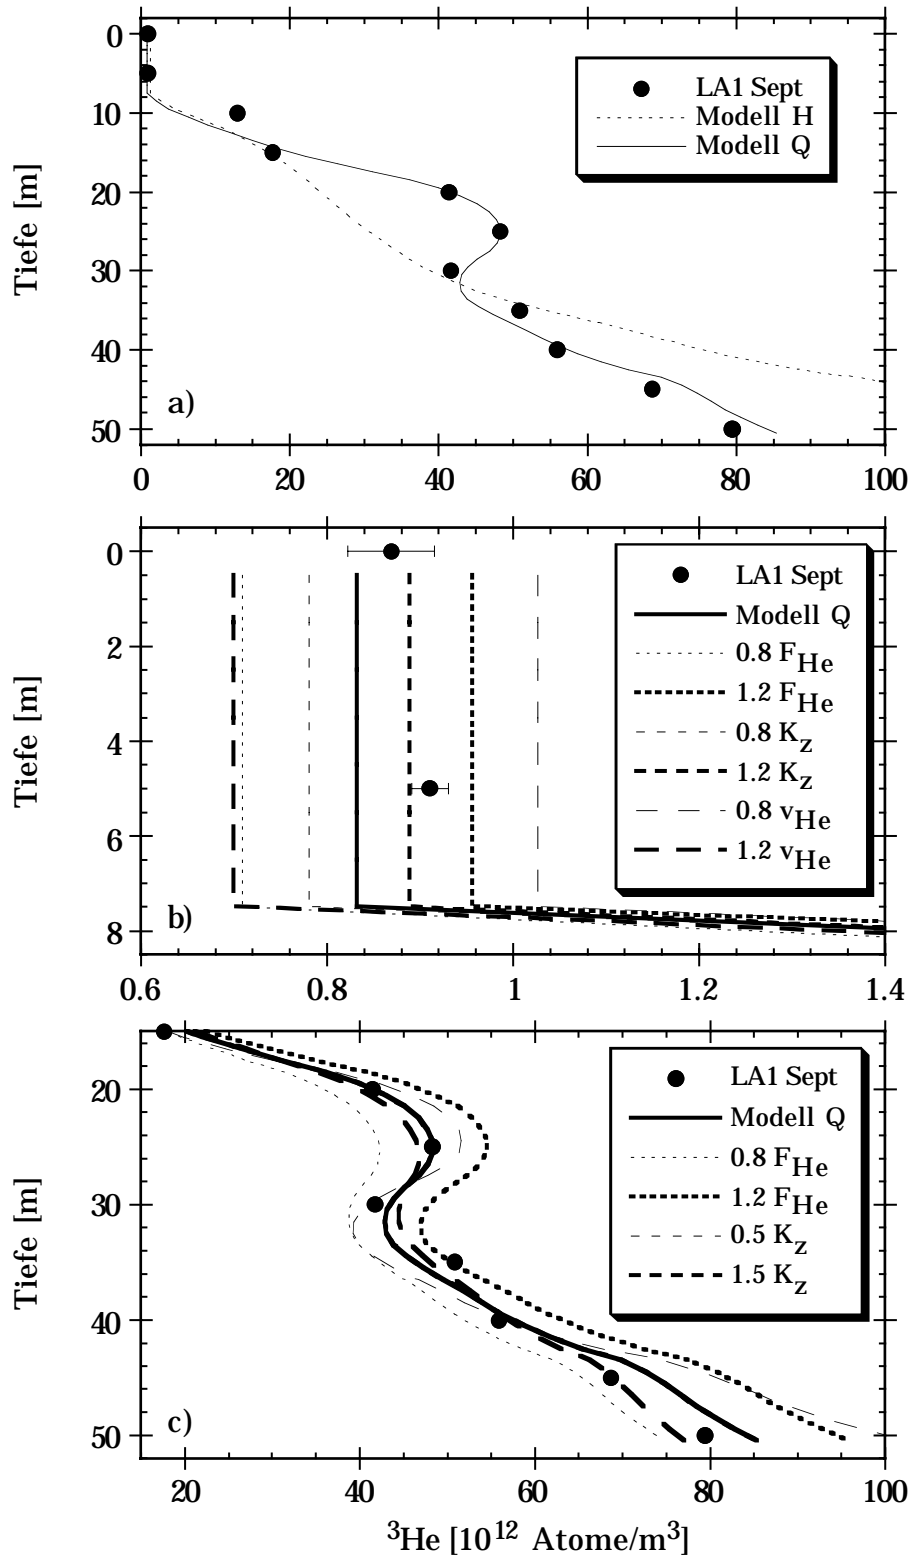 0
10
20
30
40
50
Tiefe [m]
LA1 Sept
Modell H
Modell Q
a)
0 20 40 60 80 100
0
2
4
6
8
Tiefe [m]
LA1 Sept
Modell Q
0.8 F_He
1.2 F_He
0.8 K_z
1.2 K_z
0.8 v_He
1.2 v_He
b)
0.6 0.8 1 1.2 1.4
20
30
40
50
Tiefe [m]
LA1 Sept
Modell Q
0.8 F_He
1.2 F_He
0.5 K_z
1.5 K_z
c)
20 40 60 80 100
³He [10¹² Atome/m³]